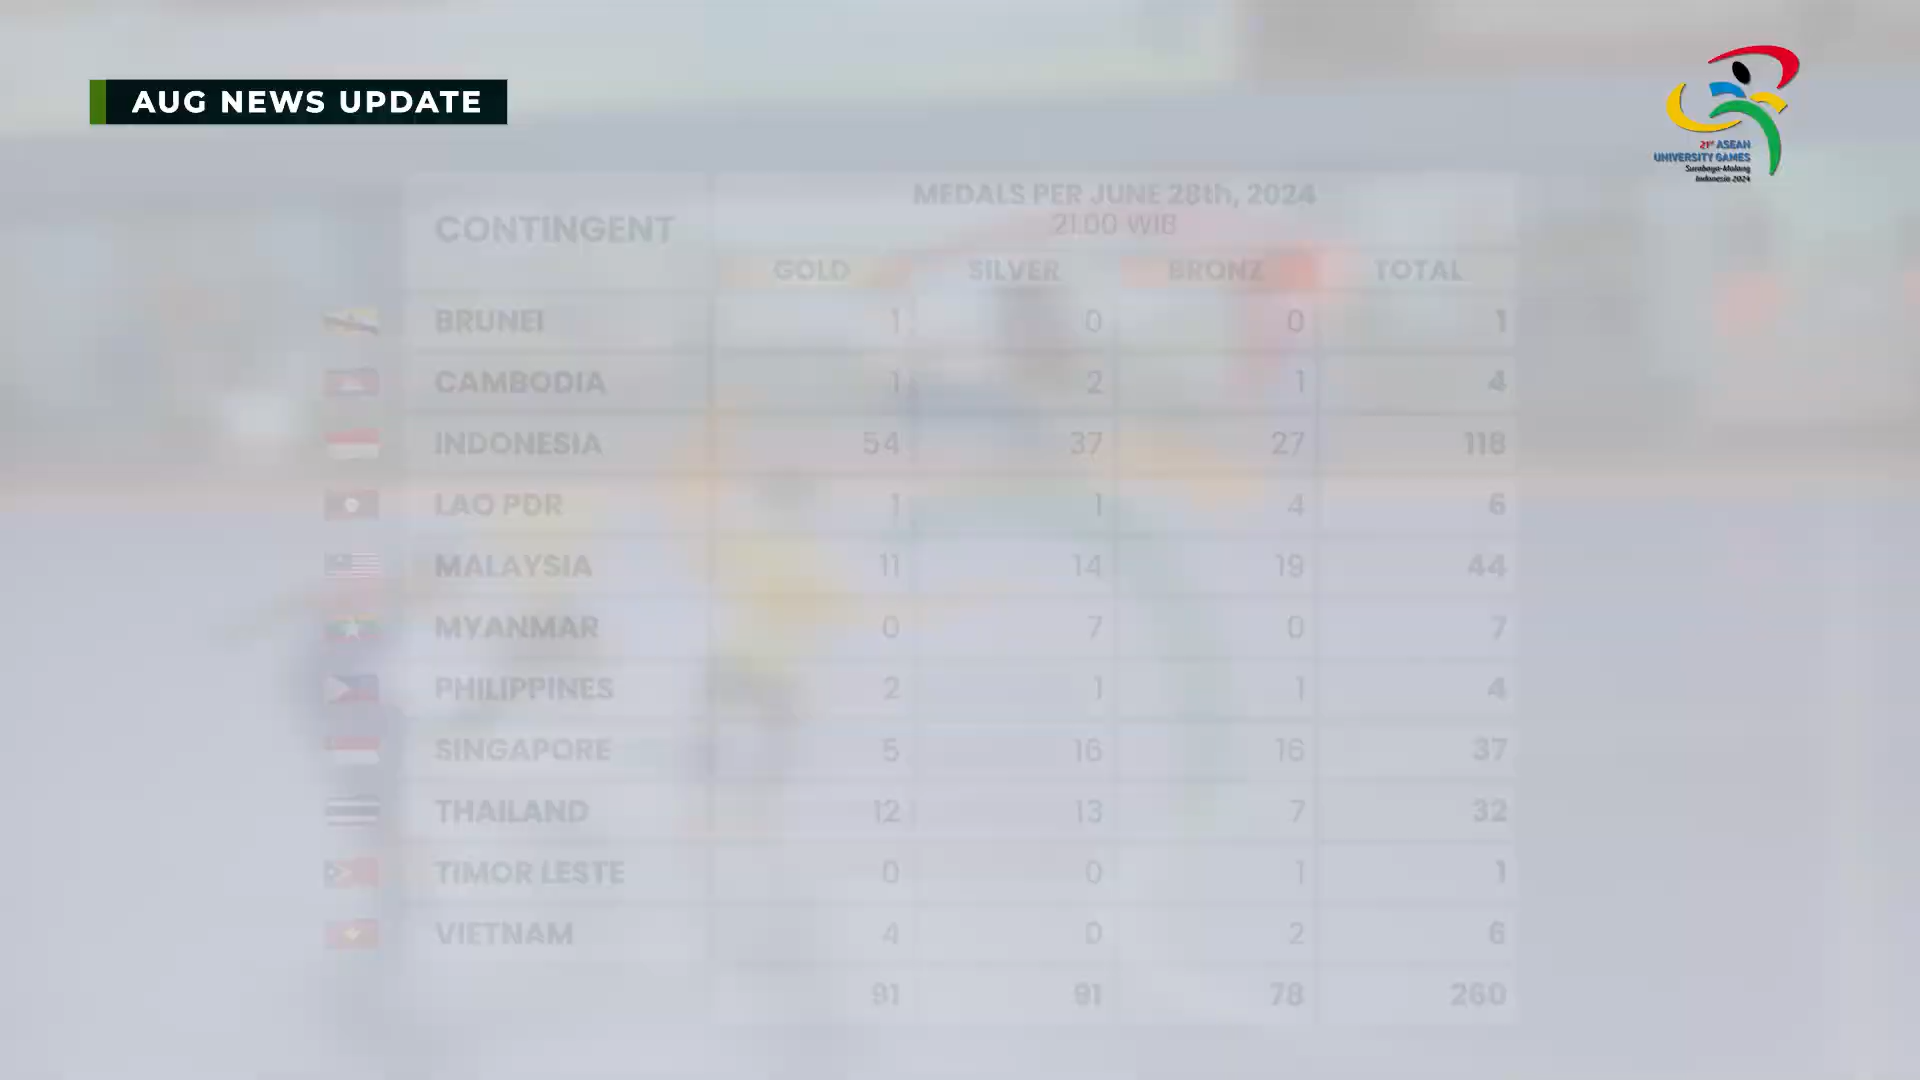 AUG NEWS UPDATE
21st ASEAN
UNIVERSITY GAMES
Surabaya-Malang
Indonesia 2024
CONTINGENT
MEDALS PER JUNE 28th, 2024
21.00 WIB
GOLD SILVER BRONZ TOTAL
BRUNEI 1 0 0 1
CAMBODIA 1 2 1 4
INDONESIA 54 37 27 118
LAO PDR 1 1 4 6
MALAYSIA 11 14 19 44
MYANMAR 0 7 0 7
PHILIPPINES 2 1 1 4
SINGAPORE 5 16 16 37
THAILAND 12 13 7 32
TIMOR LESTE 0 0 1 1
VIETNAM 4 0 2 6
91 91 78 260